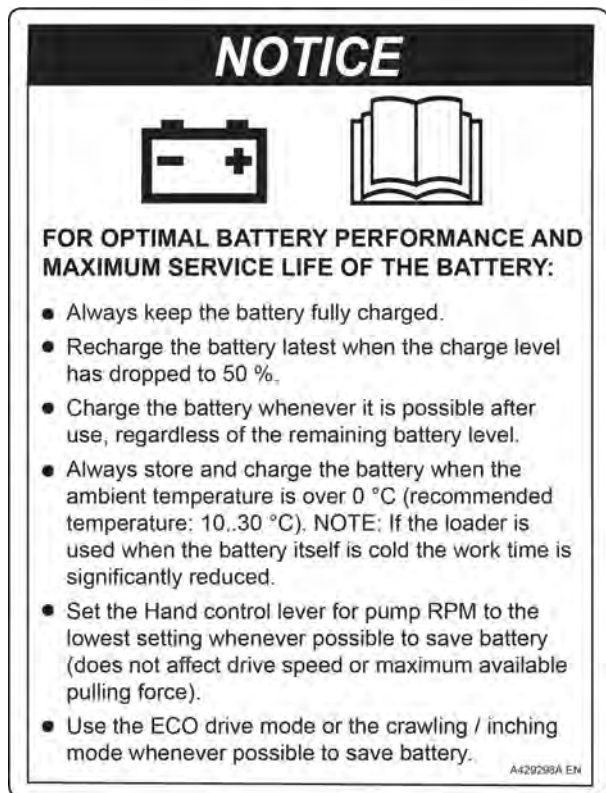 NOTICE
FOR OPTIMAL BATTERY PERFORMANCE AND
MAXIMUM SERVICE LIFE OF THE BATTERY:
● Always keep the battery fully charged.
● Recharge the battery latest when the charge level
has dropped to 50 %.
● Charge the battery whenever it is possible after
use, regardless of the remaining battery level.
● Always store and charge the battery when the
ambient temperature is over 0 °C (recommended
temperature: 10..30 °C). NOTE: If the loader is
used when the battery itself is cold the work time is
significantly reduced.
● Set the Hand control lever for pump RPM to the
lowest setting whenever possible to save battery
(does not affect drive speed or maximum available
pulling force).
● Use the ECO drive mode or the crawling / inching
mode whenever possible to save battery.
A429298A EN